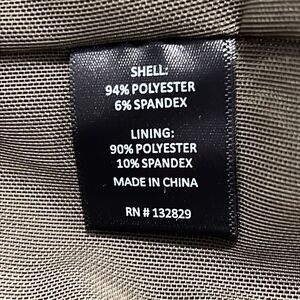 SHELL:
94% POLYESTER
6% SPANDEX
LINING:
90% POLYESTER
10% SPANDEX
MADE IN CHINA
RN # 132829